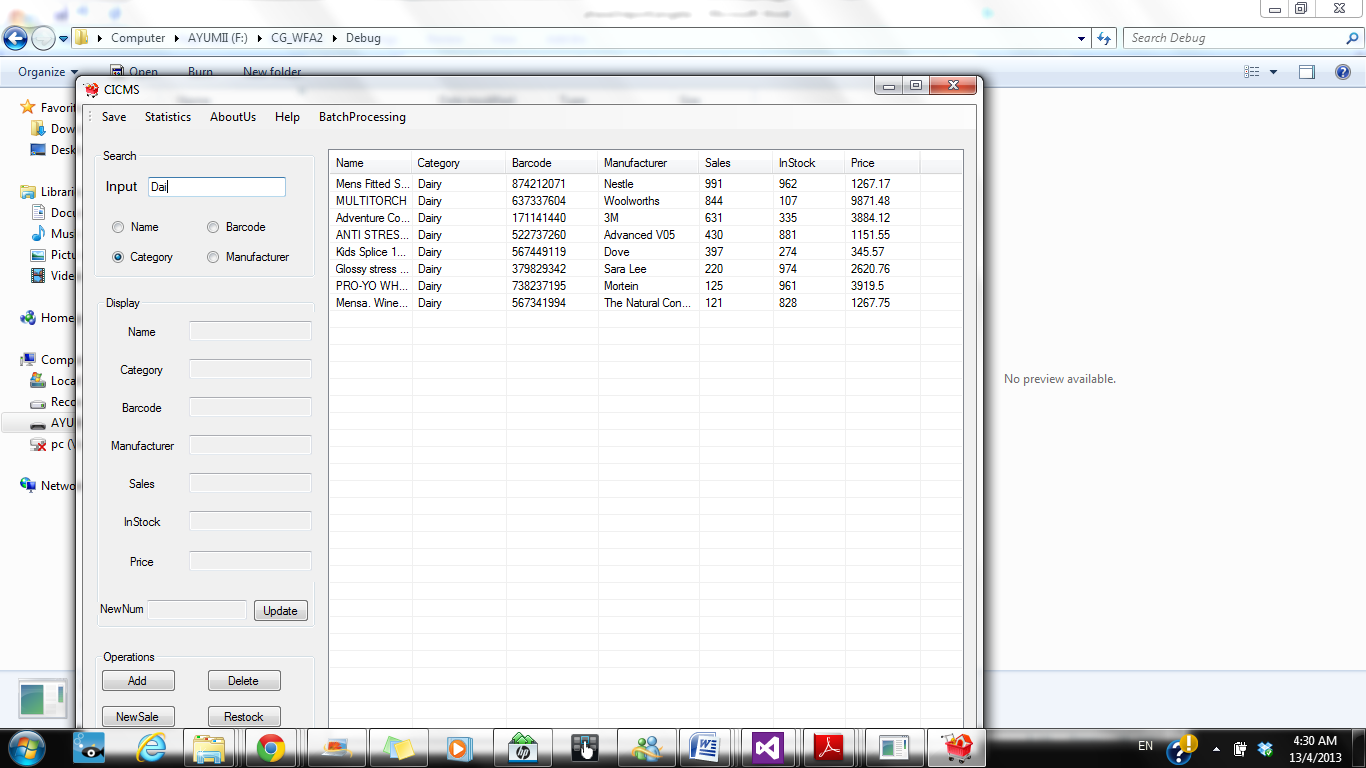 Computer AYUMII (F:) CG_WFA2 Debug
Search Debug
Organize Open Burn New folder
CICMS
Save Statistics AboutUs Help BatchProcessing
Favorit
Dow
Desk
Librari
Docu
Mus
Pictu
Vide
Home
Comp
Loca
Reco
AYU
pc (
Netwo
Search
Input Dai
Name Barcode
Category Manufacturer
Display
Name
Category
Barcode
Manufacturer
Sales
InStock
Price
NewNum Update
Operations
Add Delete
NewSale Restock
Name Category Barcode Manufacturer Sales InStock Price
Mens Fitted S... Dairy 874212071 Nestle 991 962 1267.17
MULTITORCH Dairy 637337604 Woolworths 844 107 9871.48
Adventure Co... Dairy 171141440 3M 631 335 3884.12
ANTI STRES... Dairy 522737260 Advanced V05 430 881 1151.55
Kids Splice 1... Dairy 567449119 Dove 397 274 345.57
Glossy stress ... Dairy 379829342 Sara Lee 220 974 2620.76
PRO-YO WH... Dairy 738237195 Mortein 125 961 3919.5
Mensa. Wine... Dairy 567341994 The Natural Con... 121 828 1267.75
No preview available.
hp
EN
4:30 AM
13/4/2013